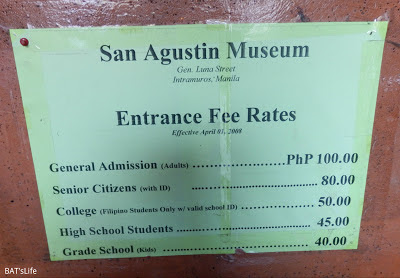 San Agustin Museum
Gen. Luna Street
Intramuros, Manila
Entrance Fee Rates
Effective April 01, 2008
General Admission (Adults) ........................ PhP 100.00
Senior Citizens (with ID) ........................ 80.00
College (Filipino Students Only w/ valid school ID) ........................ 50.00
High School Students ........................ 45.00
Grade School (Kids) ........................ 40.00
BAT'sLife